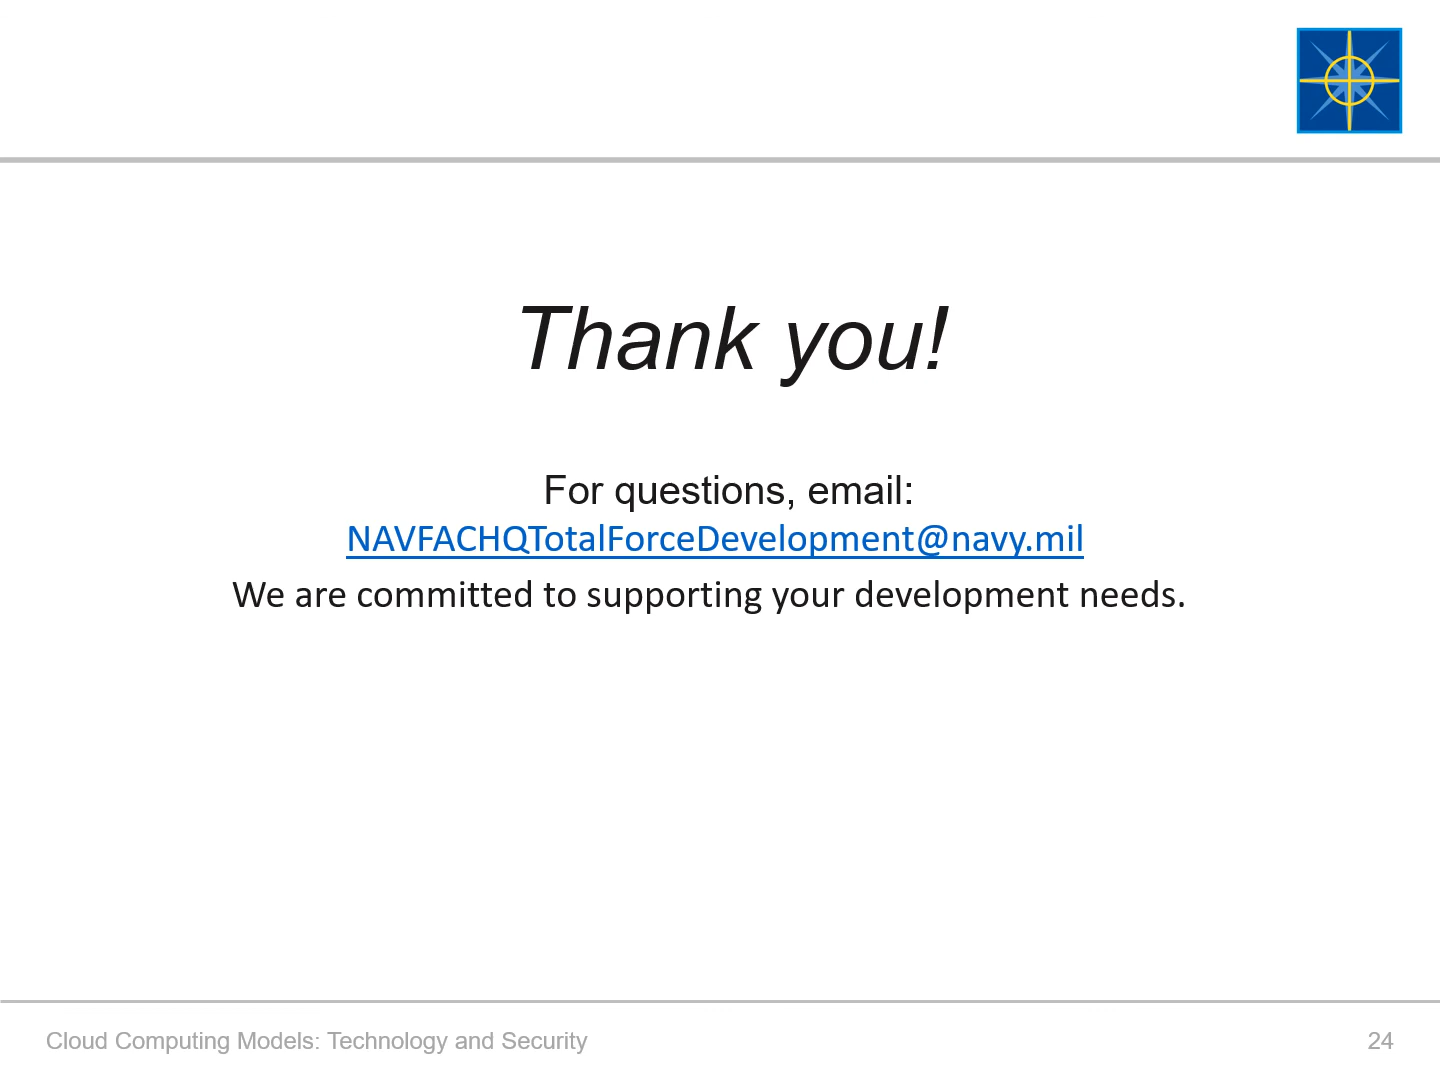 Thank you!
For questions, email:
NAVFACHQTotalForceDevelopment@navy.mil
We are committed to supporting your development needs.
Cloud Computing Models: Technology and Security
24